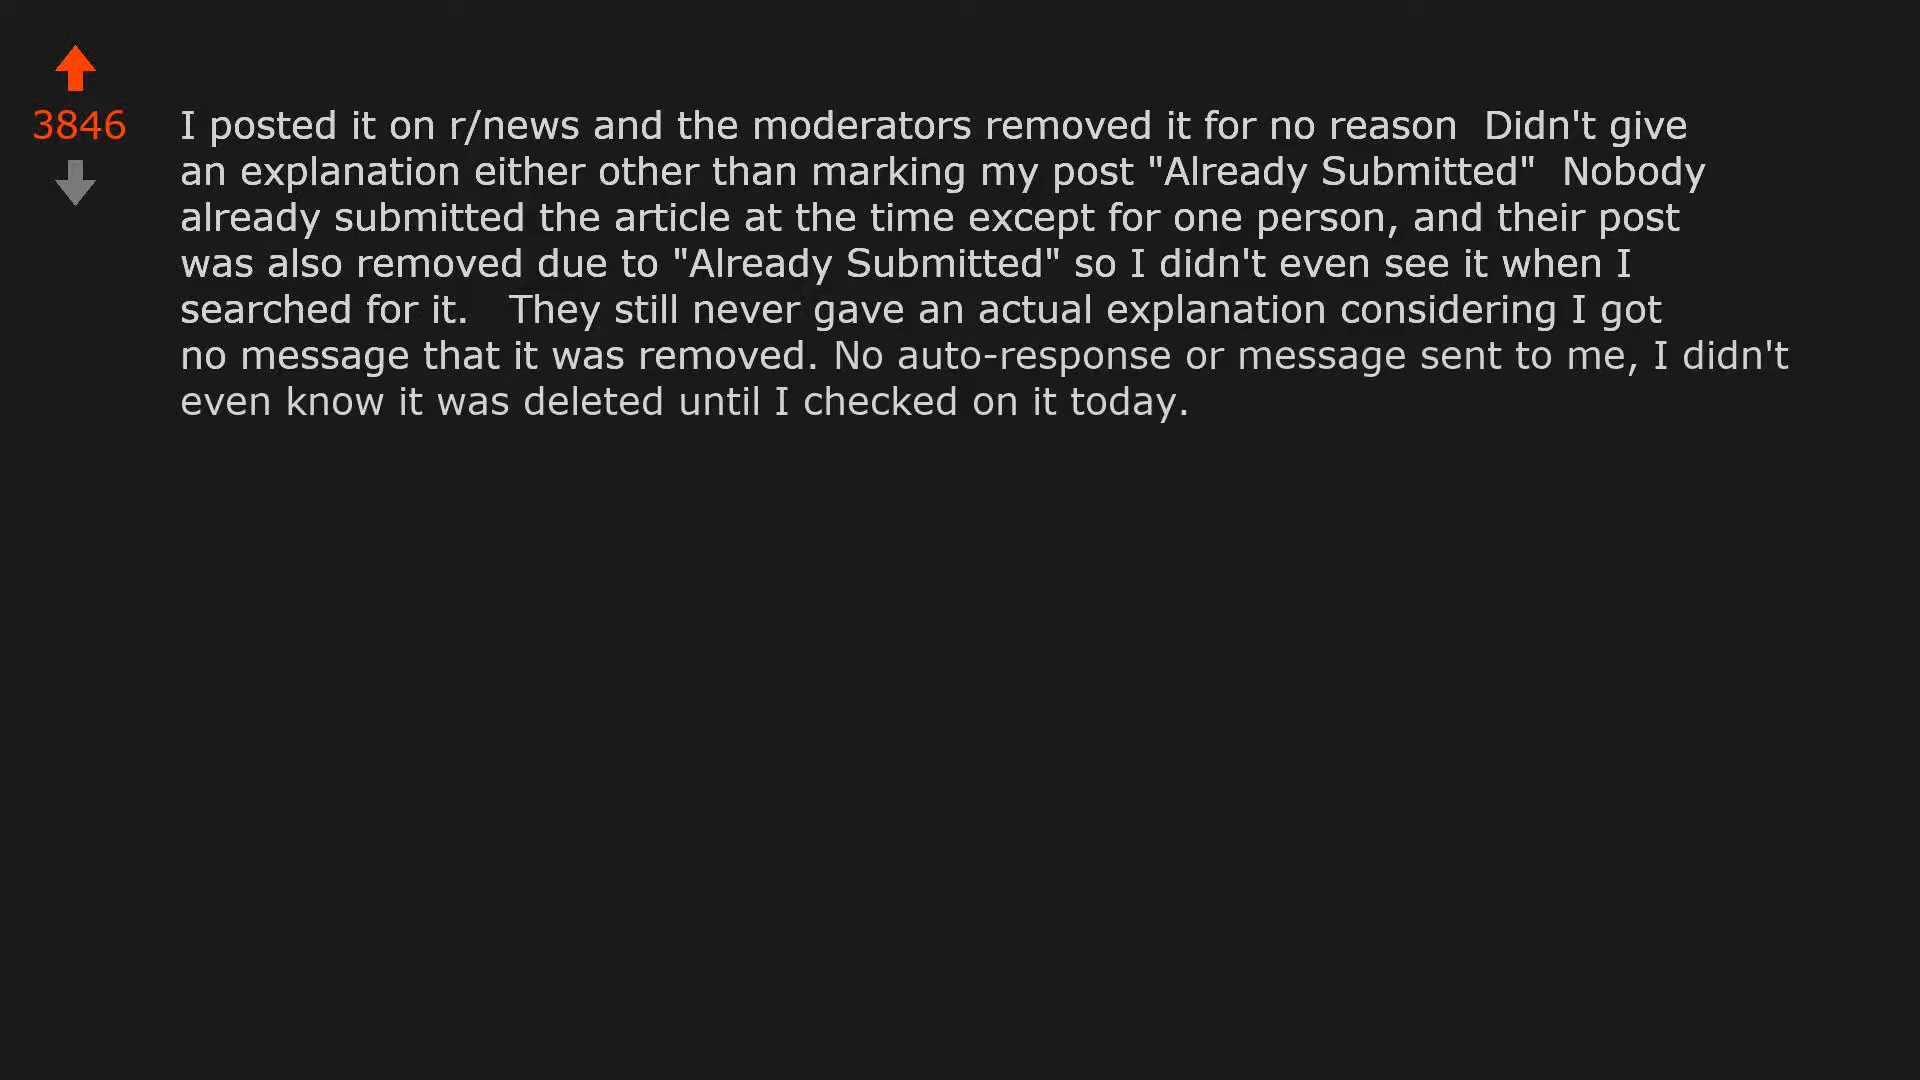 3846
I posted it on r/news and the moderators removed it for no reason  Didn't give
an explanation either other than marking my post "Already Submitted"  Nobody
already submitted the article at the time except for one person, and their post
was also removed due to "Already Submitted" so I didn't even see it when I
searched for it.   They still never gave an actual explanation considering I got
no message that it was removed. No auto-response or message sent to me, I didn't
even know it was deleted until I checked on it today.